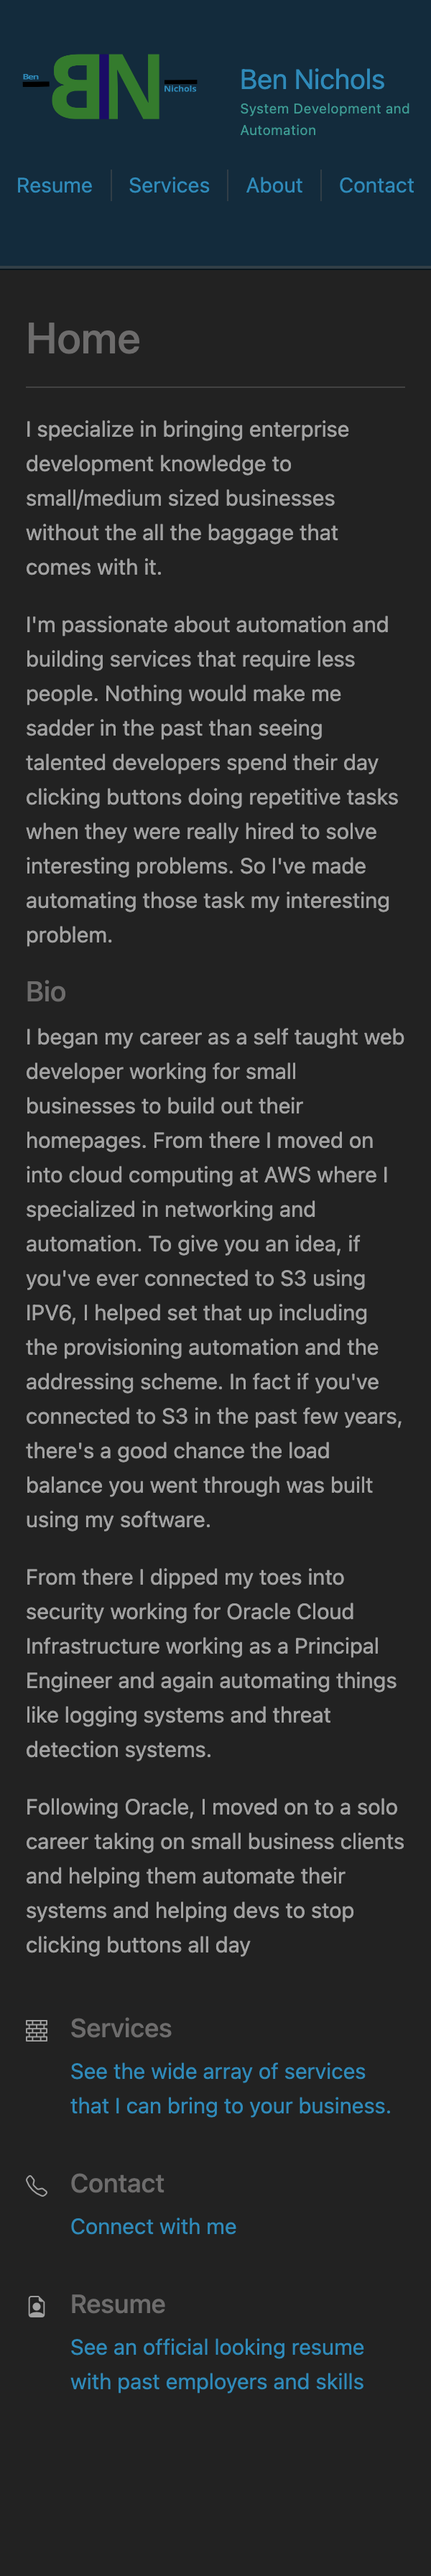 Ben
BN
Nichols
Ben Nichols
System Development and
Automation
Resume
Services
About
Contact
Home
I specialize in bringing enterprise
development knowledge to
small/medium sized businesses
without the all the baggage that
comes with it.
I'm passionate about automation and
building services that require less
people. Nothing would make me
sadder in the past than seeing
talented developers spend their day
clicking buttons doing repetitive tasks
when they were really hired to solve
interesting problems. So I've made
automating those task my interesting
problem.
Bio
I began my career as a self taught web
developer working for small
businesses to build out their
homepages. From there I moved on
into cloud computing at AWS where I
specialized in networking and
automation. To give you an idea, if
you've ever connected to S3 using
IPV6, I helped set that up including
the provisioning automation and the
addressing scheme. In fact if you've
connected to S3 in the past few years,
there's a good chance the load
balance you went through was built
using my software.
From there I dipped my toes into
security working for Oracle Cloud
Infrastructure working as a Principal
Engineer and again automating things
like logging systems and threat
detection systems.
Following Oracle, I moved on to a solo
career taking on small business clients
and helping them automate their
systems and helping devs to stop
clicking buttons all day
Services
See the wide array of services
that I can bring to your business.
Contact
Connect with me
Resume
See an official looking resume
with past employers and skills